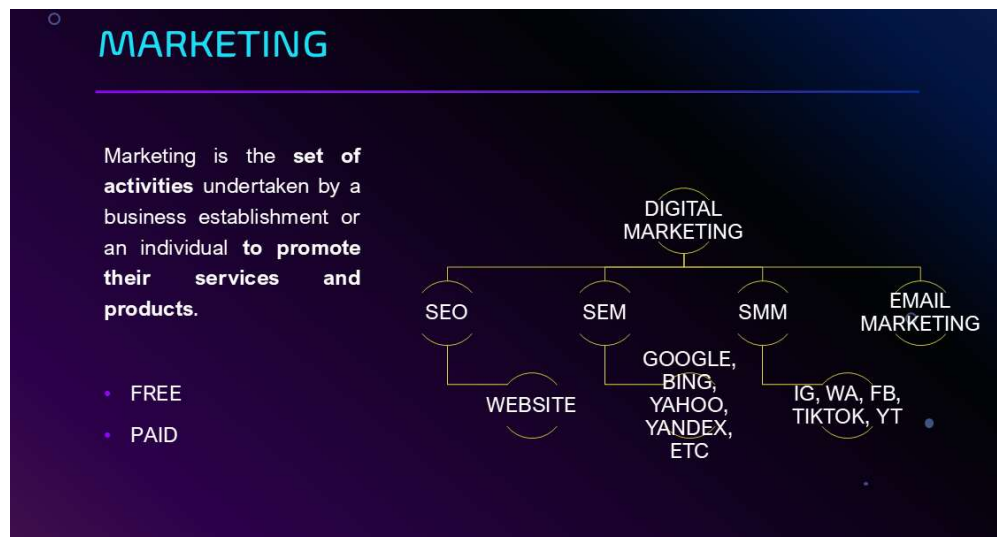 MARKETING
Marketing is the set of
activities undertaken by a
business establishment or
an individual to promote
their services and
products.
• FREE
• PAID
DIGITAL
MARKETING
SEO
SEM
SMM
EMAIL
MARKETING
WEBSITE
GOOGLE,
BING,
YAHOO,
YANDEX,
ETC
IG, WA, FB,
TIKTOK, YT